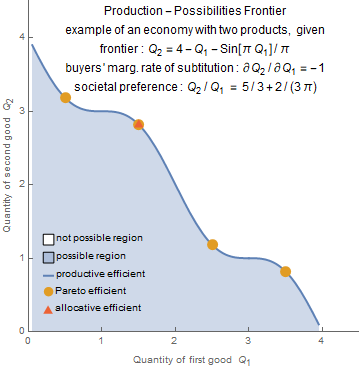 Production – Possibilities Frontier
example of an economy with two products, given
frontier : Q2 = 4 – Q1 – Sin[π Q1] / π
buyers' marg. rate of subtitution : ∂Q2 / ∂Q1 = –1
societal preference : Q2 / Q1 = 5 / 3 + 2 / (3 π)
Quantity of second good Q2
4
3
2
1
0
not possible region
possible region
productive efficient
Pareto efficient
allocative efficient
0 1 2 3 4
Quantity of first good Q1